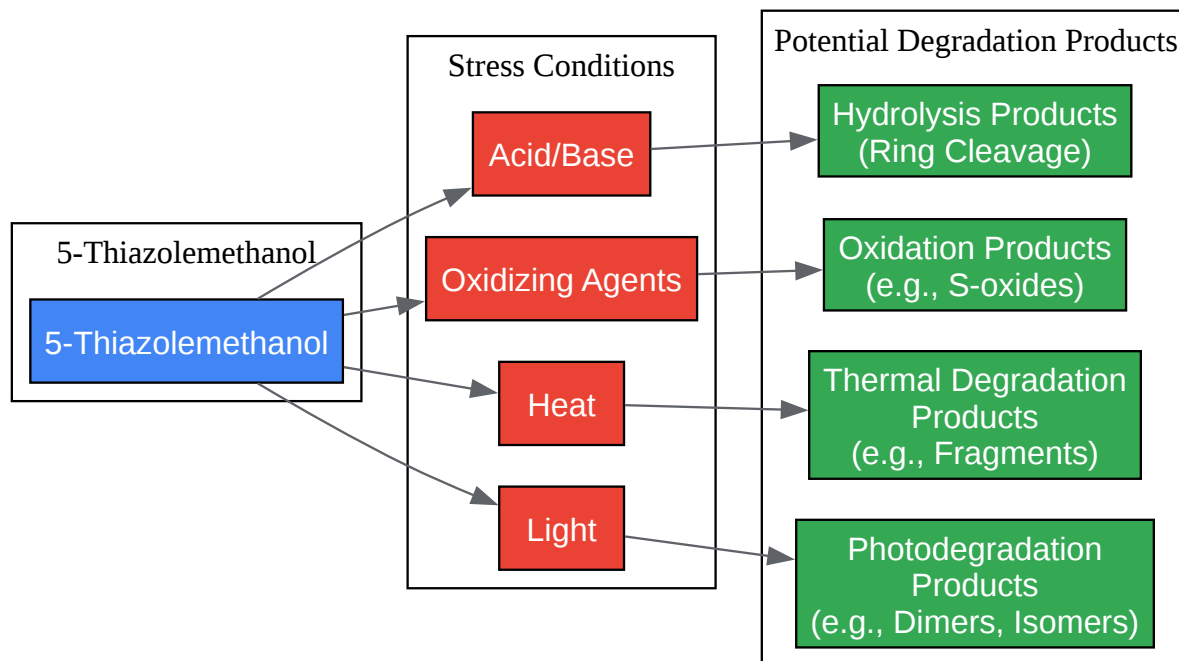 5-Thiazolemethanol
5-Thiazolemethanol
Stress Conditions
Acid/Base
Oxidizing Agents
Heat
Light
Potential Degradation Products
Hydrolysis Products
(Ring Cleavage)
Oxidation Products
(e.g., S-oxides)
Thermal Degradation
Products
(e.g., Fragments)
Photodegradation
Products
(e.g., Dimers, Isomers)